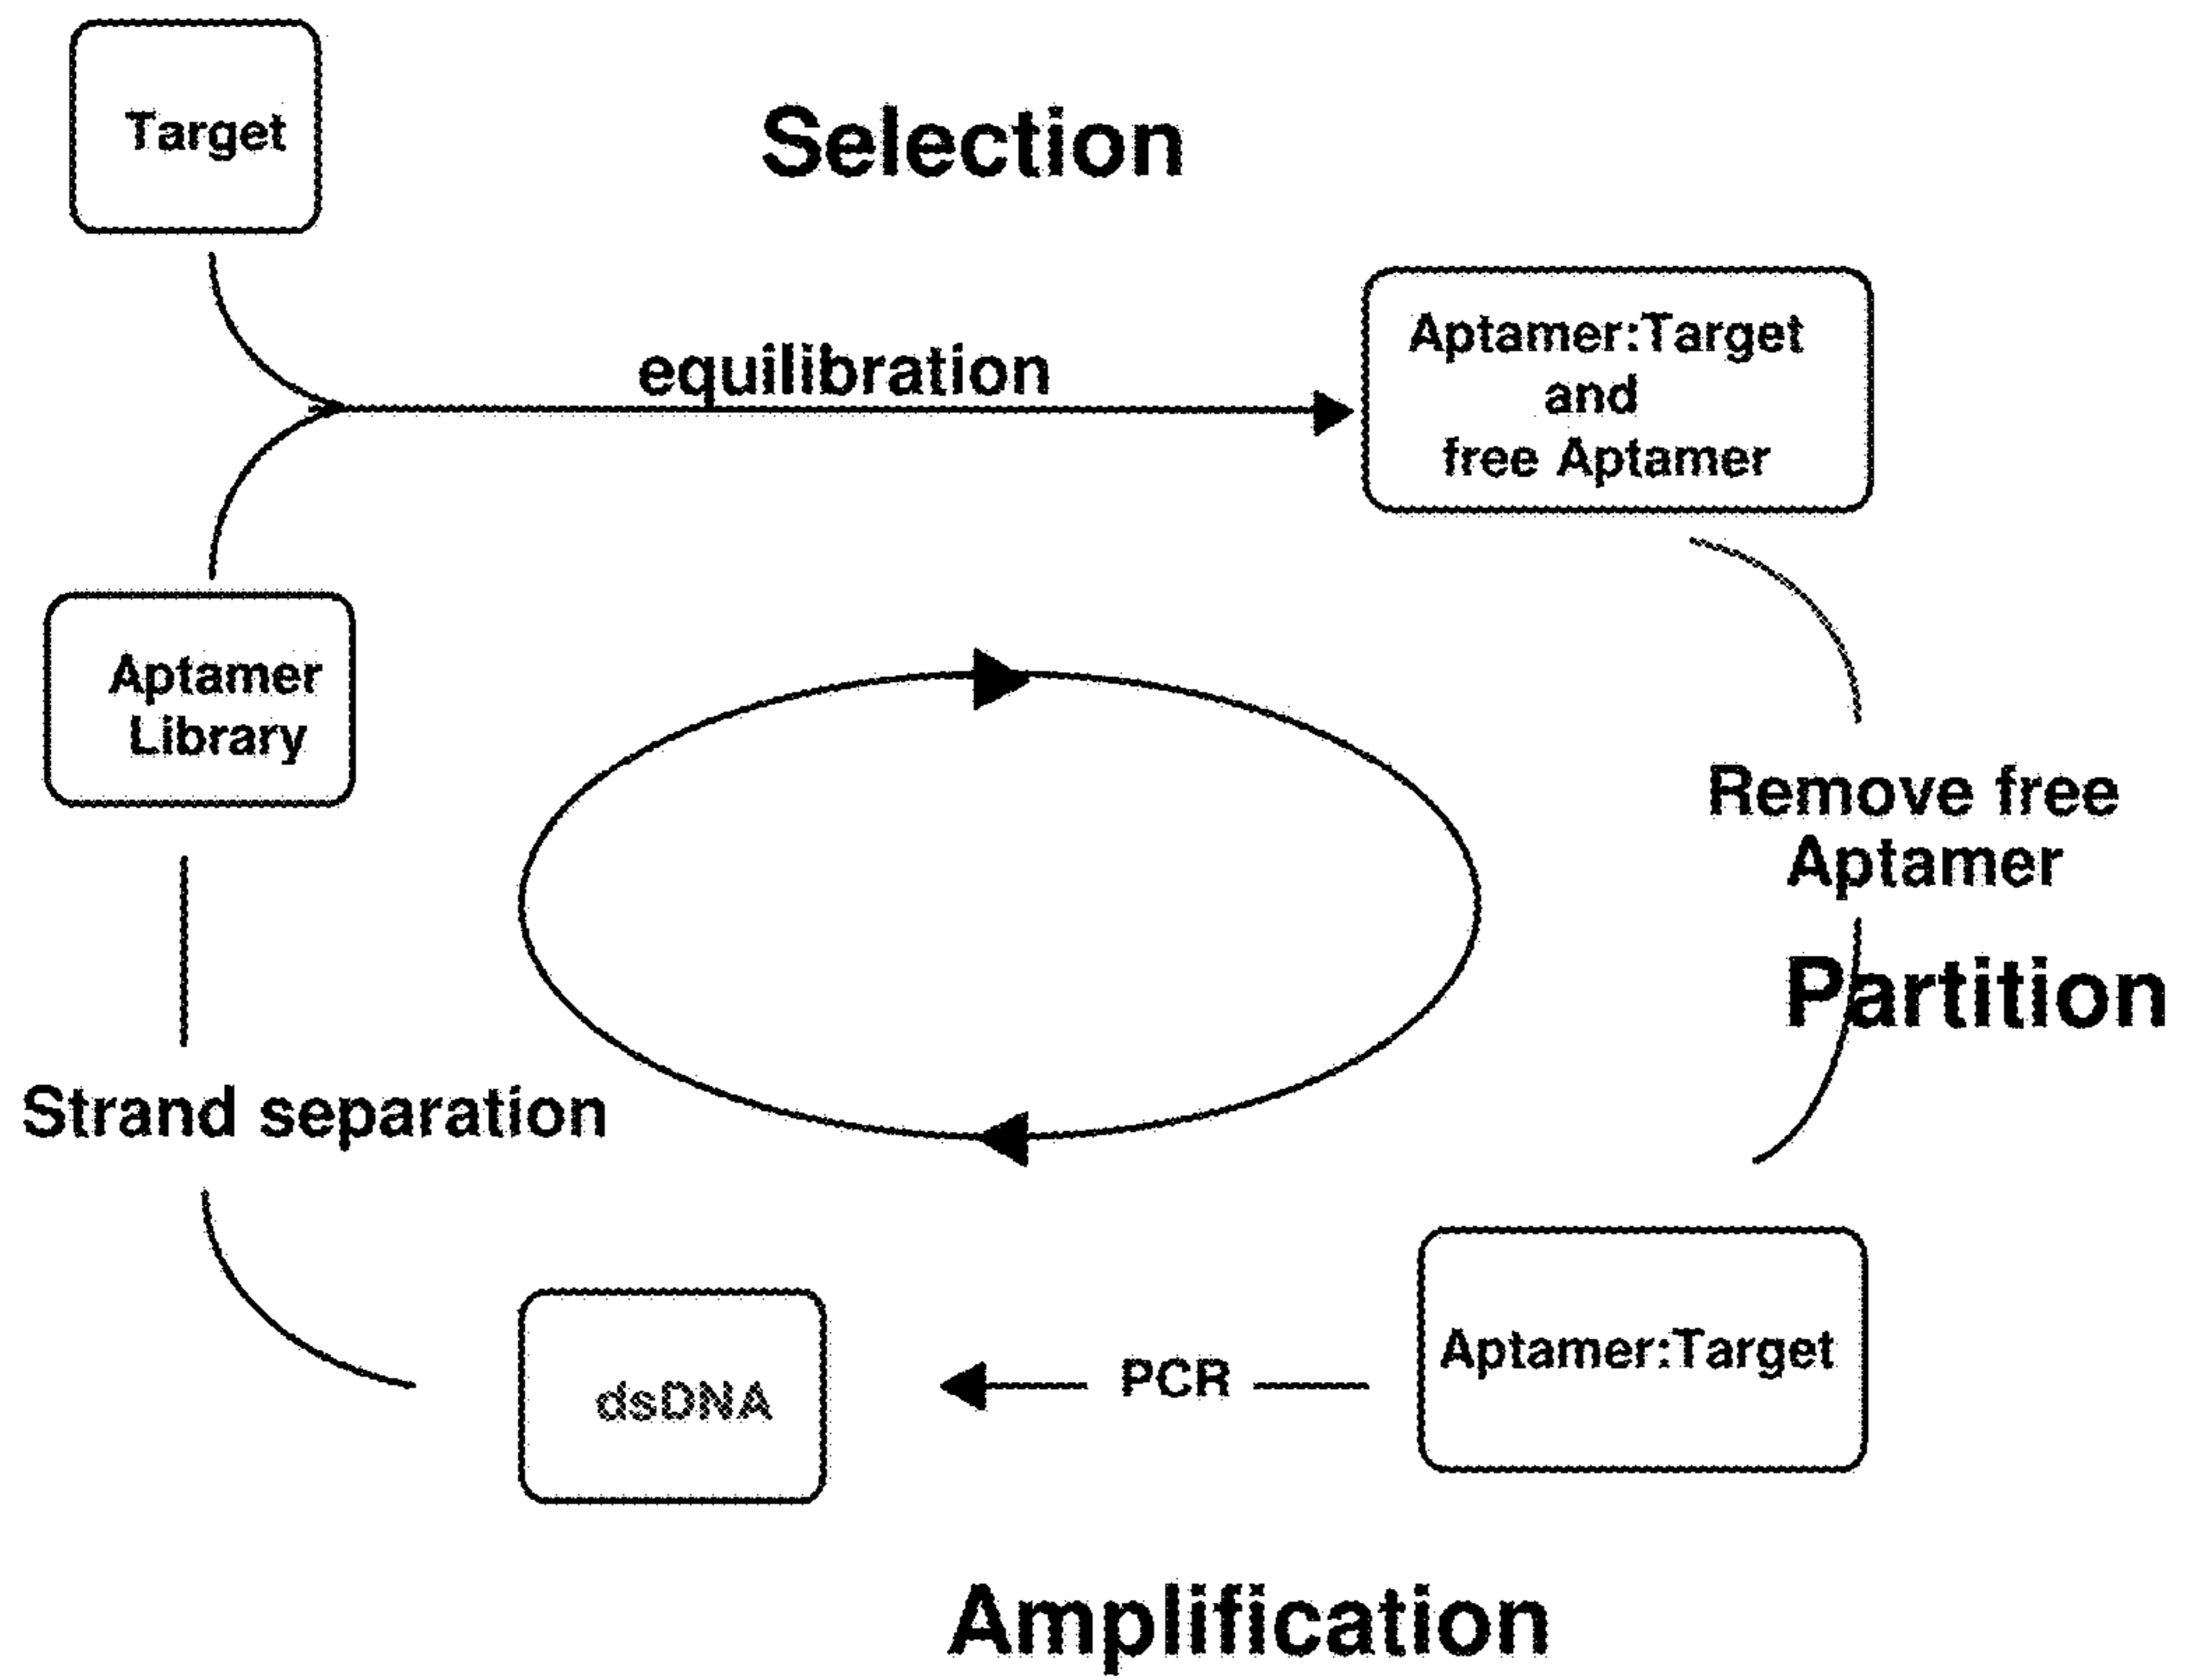 Target
Selection
equilibration
Aptamer:Target
and
free Aptamer
Aptamer
Library
Remove free
Aptamer
Partition
Strand separation
Aptamer:Target
PCR
dsDNA
Amplification